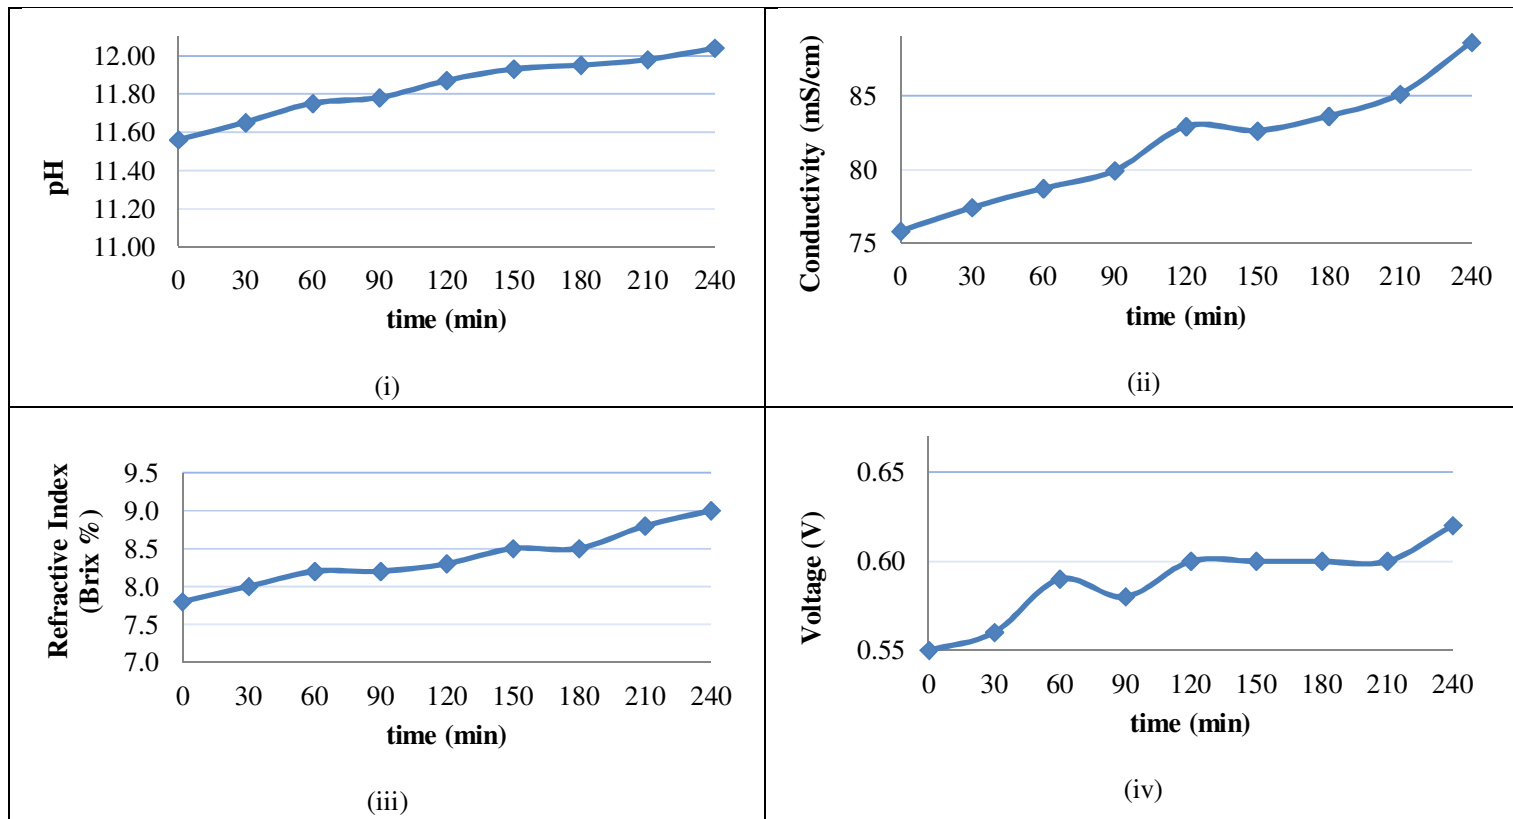 pH
12.00
11.80
11.60
11.40
11.20
11.00
0 30 60 90 120 150 180 210 240
time (min)
(i)
Conductivity (mS/cm)
85
80
75
0 30 60 90 120 150 180 210 240
time (min)
(ii)
Refractive Index
(Brix %)
9.5
9.0
8.5
8.0
7.5
7.0
0 30 60 90 120 150 180 210 240
time (min)
(iii)
Voltage (V)
0.65
0.60
0.55
0 30 60 90 120 150 180 210 240
time (min)
(iv)